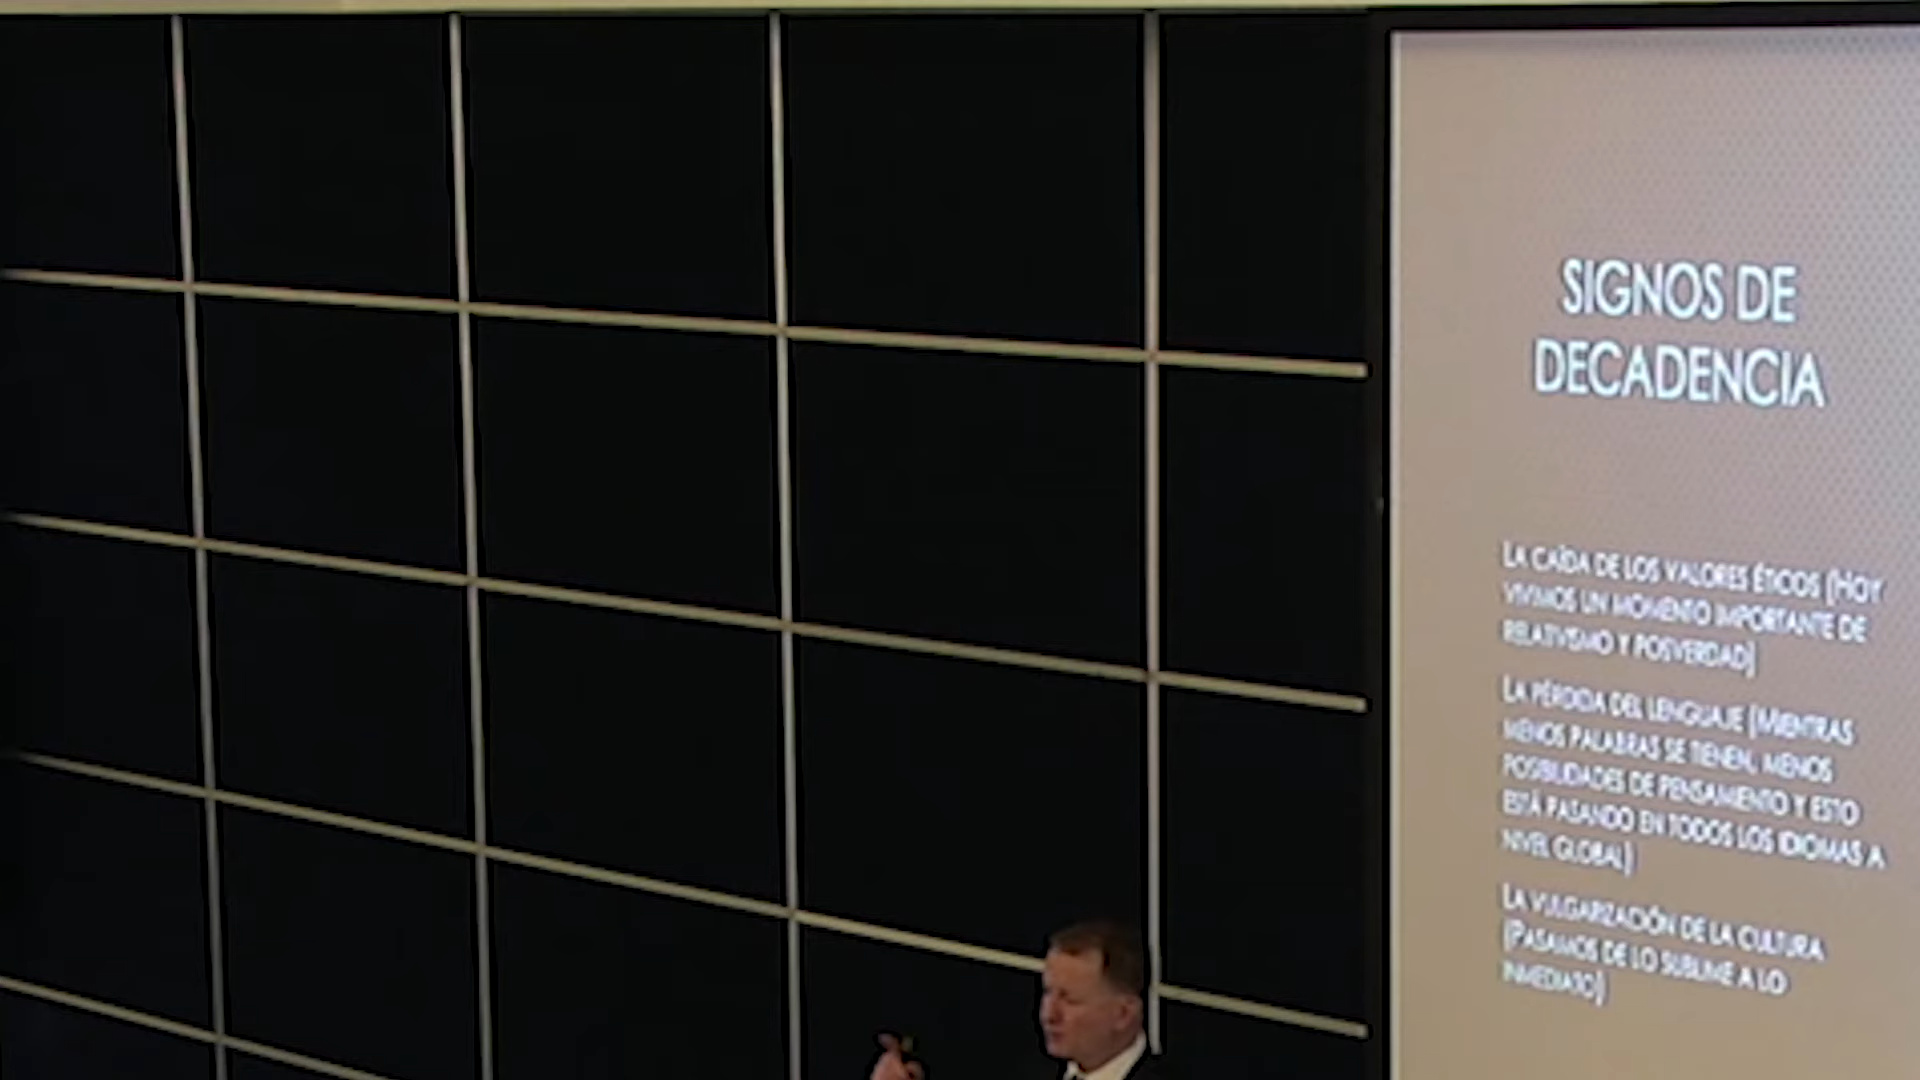 SIGNOS DE
DECADENCIA
LA CAÍDA DE LOS VALORES ÉTICOS (HOY
VIVIMOS UN MOMENTO IMPORTANTE DE
RELATIVISMO Y POSVERDAD)
LA PÉRDIDA DEL LENGUAJE (MIENTRAS
MENOS PALABRAS SE TIENEN, MENOS
POSIBILIDADES DE PENSAMIENTO Y ESTO
ESTÁ PASANDO EN TODOS LOS IDIOMAS A
NIVEL GLOBAL)
LA VULGARIZACIÓN DE LA CULTURA
(PASAMOS DE LO SUBLIME A LO
INMEDIATO)